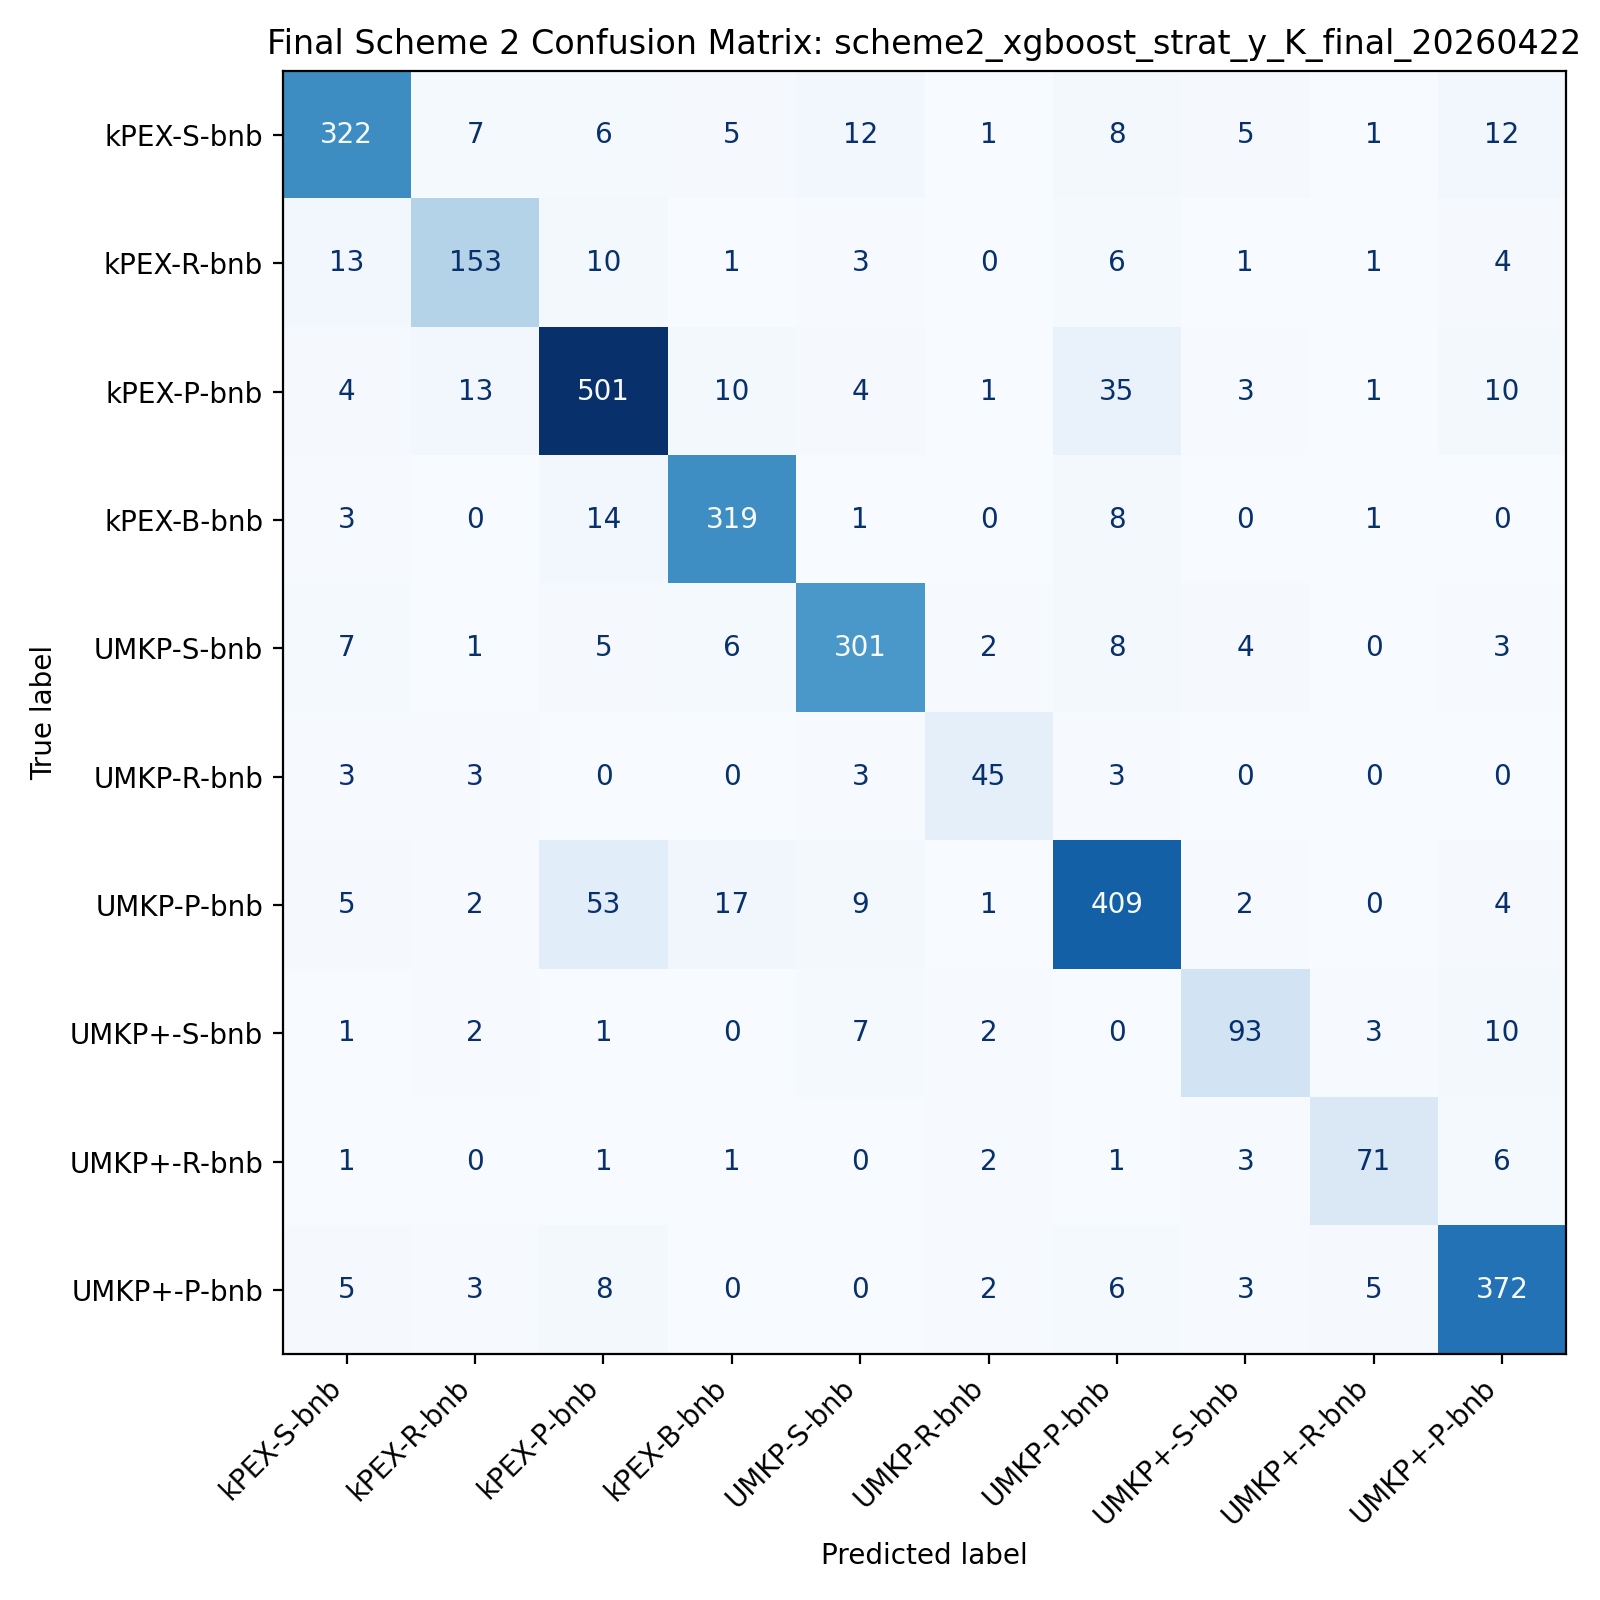 Final Scheme 2 Confusion Matrix: scheme2_xgboost_strat_y_K_final_20260422
kPEX-S-bnb 322 7 6 5 12 1 8 5 1 12
kPEX-R-bnb 13 153 10 1 3 0 6 1 1 4
kPEX-P-bnb 4 13 501 10 4 1 35 3 1 10
kPEX-B-bnb 3 0 14 319 1 0 8 0 1 0
UMKP-S-bnb 7 1 5 6 301 2 8 4 0 3
UMKP-R-bnb 3 3 0 0 3 45 3 0 0 0
UMKP-P-bnb 5 2 53 17 9 1 409 2 0 4
UMKP+-S-bnb 1 2 1 0 7 2 0 93 3 10
UMKP+-R-bnb 1 0 1 1 0 2 1 3 71 6
UMKP+-P-bnb 5 3 8 0 0 2 6 3 5 372
True label
kPEX-S-bnb kPEX-R-bnb kPEX-P-bnb kPEX-B-bnb UMKP-S-bnb UMKP-R-bnb UMKP-P-bnb UMKP+-S-bnb UMKP+-R-bnb UMKP+-P-bnb
Predicted label